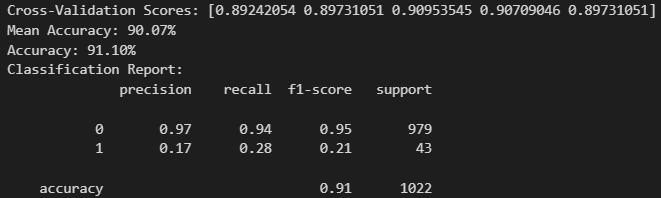 Cross-Validation Scores: [0.89242054 0.89731051 0.90953545 0.90709046 0.89731051]
Mean Accuracy: 90.07%
Accuracy: 91.10%
Classification Report:
precision recall f1-score support
0 0.97 0.94 0.95 979
1 0.17 0.28 0.21 43
accuracy 0.91 1022